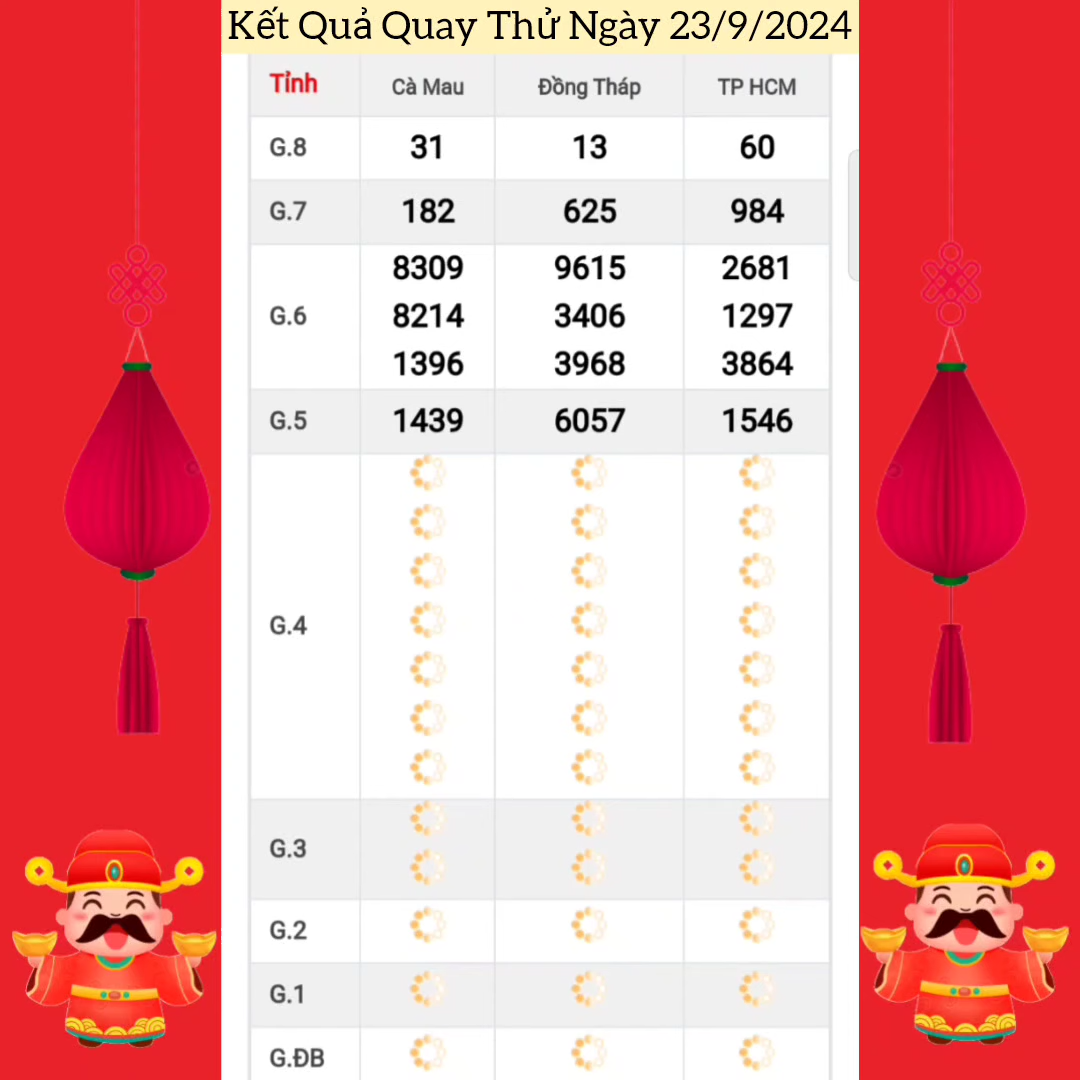 Kết Quả Quay Thử Ngày 23/9/2024
Tỉnh Cà Mau Đồng Tháp TP HCM
G.8 31 13 60
G.7 182 625 984
8309 9615 2681
G.6 8214 3406 1297
1396 3968 3864
G.5 1439 6057 1546
G.4
G.3
G.2
G.1
G.ĐB